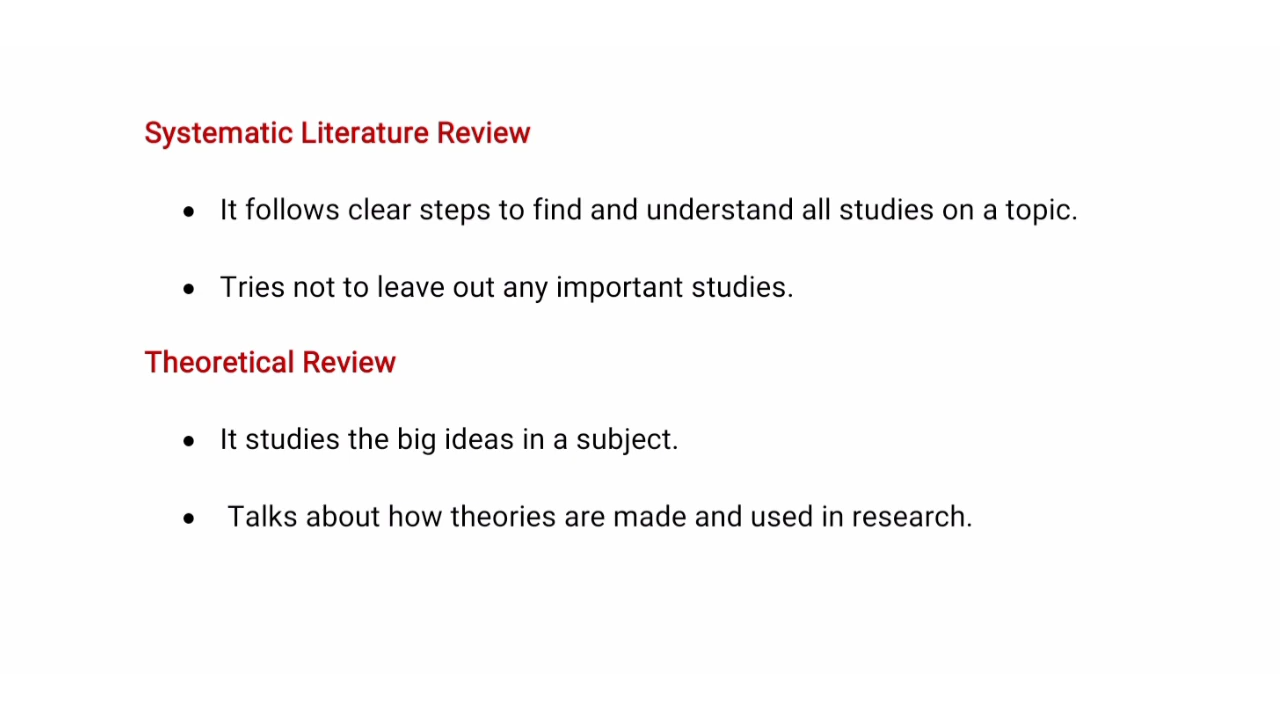 Systematic Literature Review
• It follows clear steps to find and understand all studies on a topic.
• Tries not to leave out any important studies.
Theoretical Review
• It studies the big ideas in a subject.
• Talks about how theories are made and used in research.